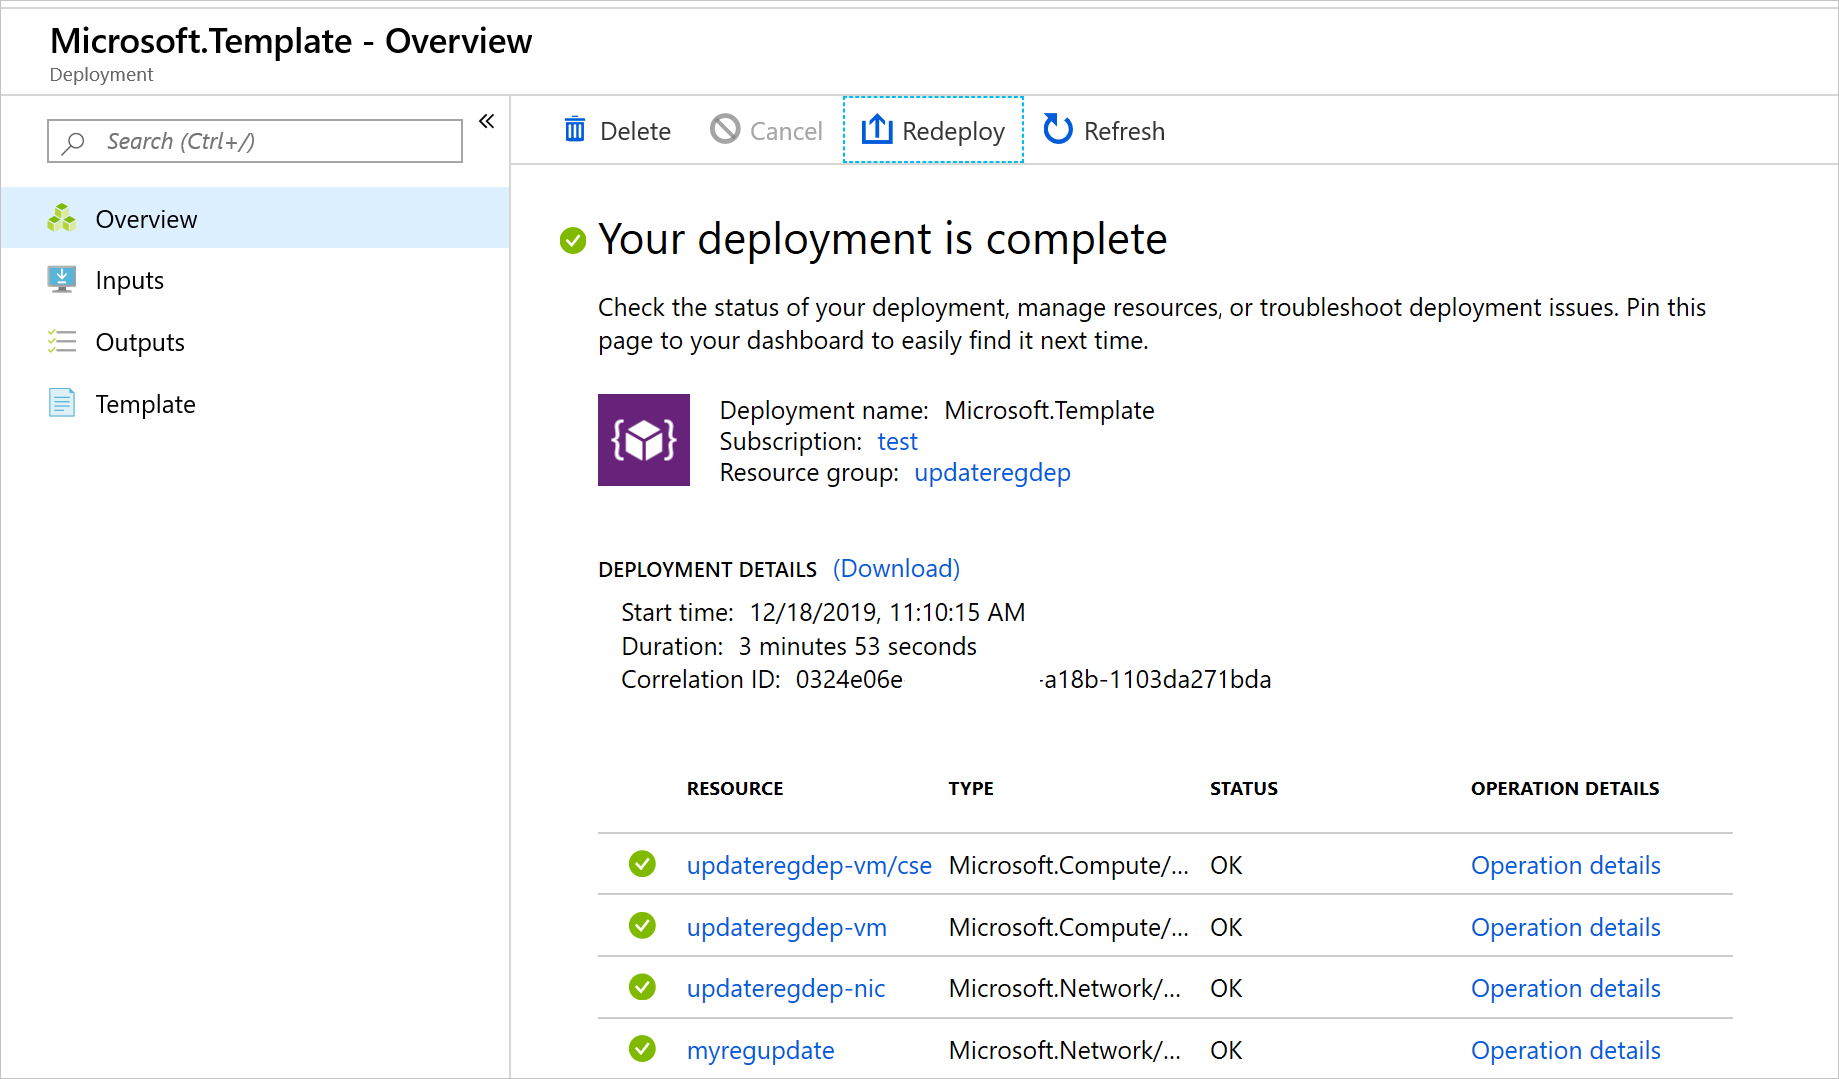 Microsoft.Template - Overview
Deployment
Search (Ctrl+/)
«
Overview
Inputs
Outputs
Template
Delete Cancel Redeploy Refresh
Your deployment is complete
Check the status of your deployment, manage resources, or troubleshoot deployment issues. Pin this
page to your dashboard to easily find it next time.
Deployment name: Microsoft.Template
Subscription: test
Resource group: updateregdep
DEPLOYMENT DETAILS (Download)
Start time: 12/18/2019, 11:10:15 AM
Duration: 3 minutes 53 seconds
Correlation ID: 0324e06e -a18b-1103da271bda
RESOURCE TYPE STATUS OPERATION DETAILS
updateregdep-vm/cse Microsoft.Compute/... OK Operation details
updateregdep-vm Microsoft.Compute/... OK Operation details
updateregdep-nic Microsoft.Network/... OK Operation details
myregupdate Microsoft.Network/... OK Operation details